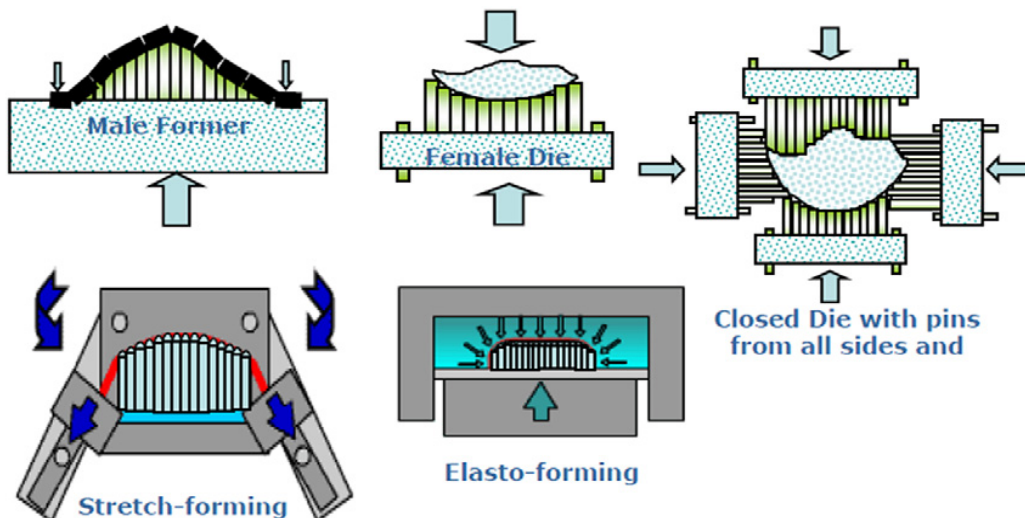 Male Former
Female Die
Closed Die with pins
from all sides and
Elasto-forming
Stretch-forming